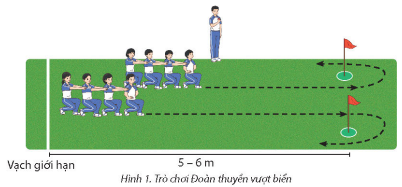 Vạch giới hạn
5 – 6 m
Hình 1. Trò chơi Đoàn thuyền vượt biển